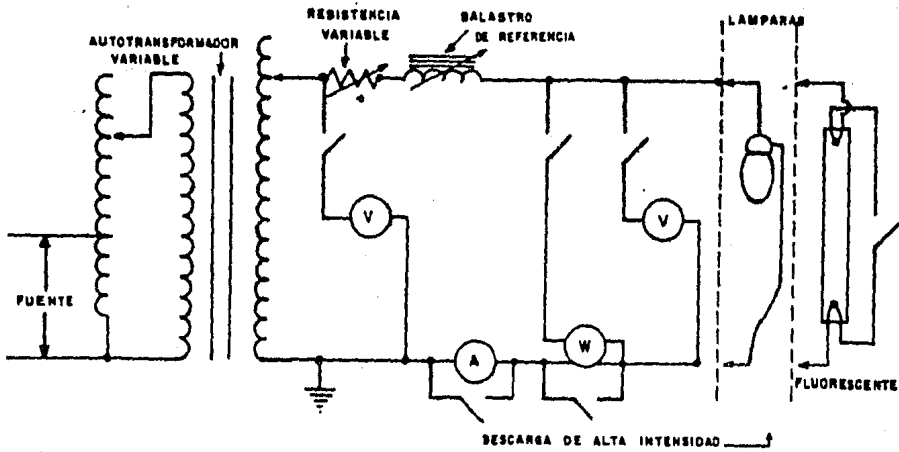 RESISTENCIA
VARIABLE
BALASTRO
DE REFERENCIA
LAMPARAS
AUTOTRANSFORMADOR
VARIABLE
V
V
FUENTE
A
W
FLUORESCENTE
DESCARGA DE ALTA INTENSIDAD